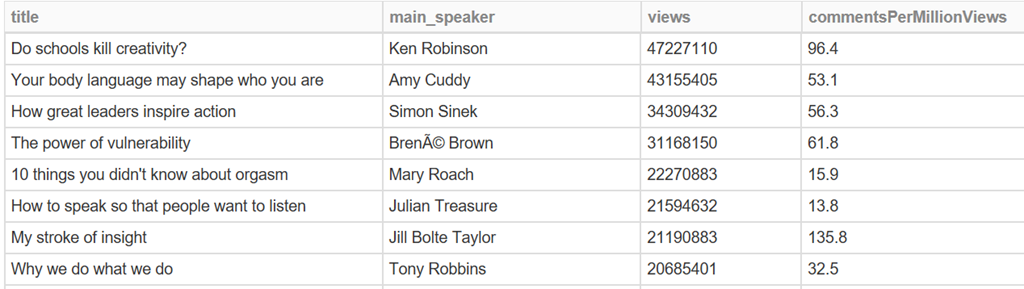 title main_speaker views commentsPerMillionViews
Do schools kill creativity? Ken Robinson 47227110 96.4
Your body language may shape who you are Amy Cuddy 43155405 53.1
How great leaders inspire action Simon Sinek 34309432 56.3
The power of vulnerability BrenÃ© Brown 31168150 61.8
10 things you didn't know about orgasm Mary Roach 22270883 15.9
How to speak so that people want to listen Julian Treasure 21594632 13.8
My stroke of insight Jill Bolte Taylor 21190883 135.8
Why we do what we do Tony Robbins 20685401 32.5